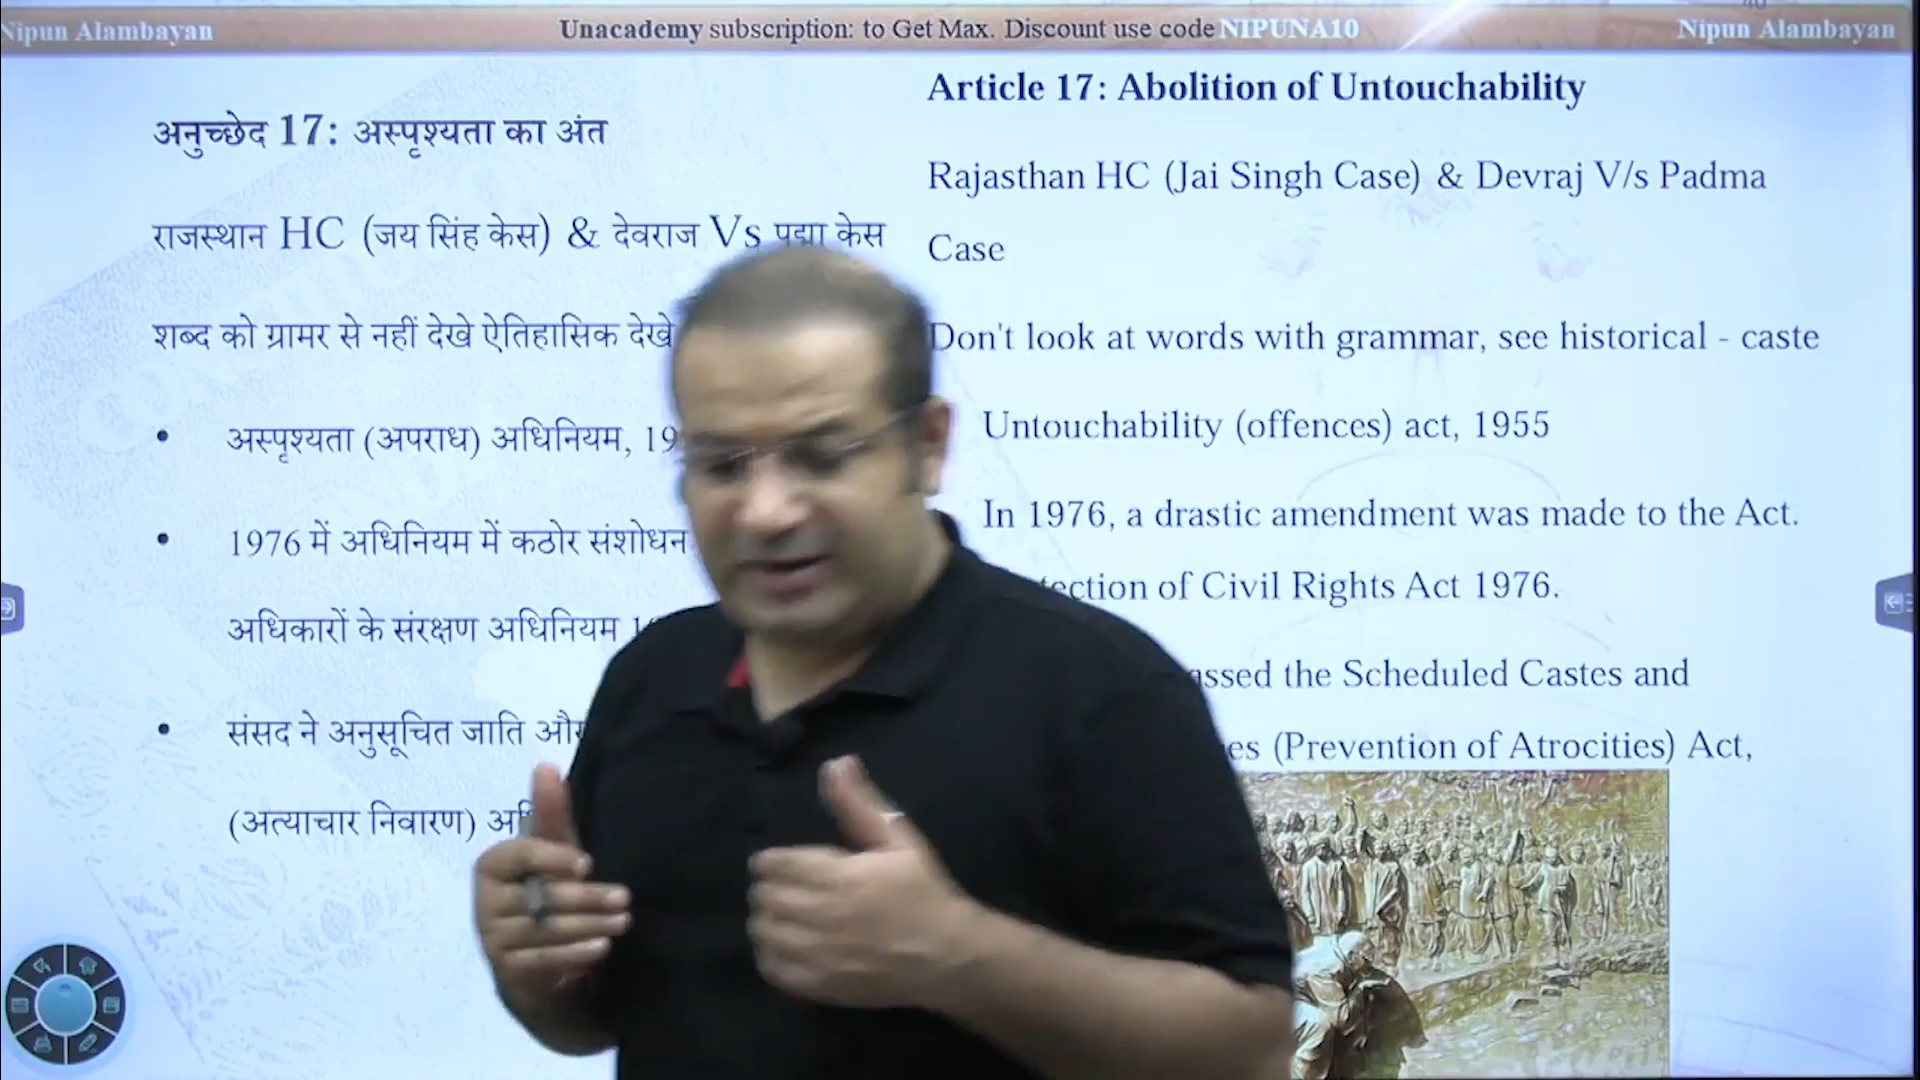 Nipun Alambayan
Unacademy subscription: to Get Max. Discount use code NIPUNA10
Nipun Alambayan
अनुच्छेद 17: अस्पृश्यता का अंत
राजस्थान HC (जय सिंह केस) & देवराज Vs पद्मा केस
शब्द को ग्रामर से नहीं देखे ऐतिहासिक देखे
• अस्पृश्यता (अपराध) अधिनियम, 19
• 1976 में अधिनियम में कठोर संशोधन
अधिकारों के संरक्षण अधिनियम
• संसद ने अनुसूचित जाति और
(अत्याचार निवारण)
Article 17: Abolition of Untouchability
Rajasthan HC (Jai Singh Case) & Devraj V/s Padma
Case
Don't look at words with grammar, see historical - caste
Untouchability (offences) act, 1955
In 1976, a drastic amendment was made to the Act.
of Civil Rights Act 1976.
the Scheduled Castes and
(Prevention of Atrocities) Act,